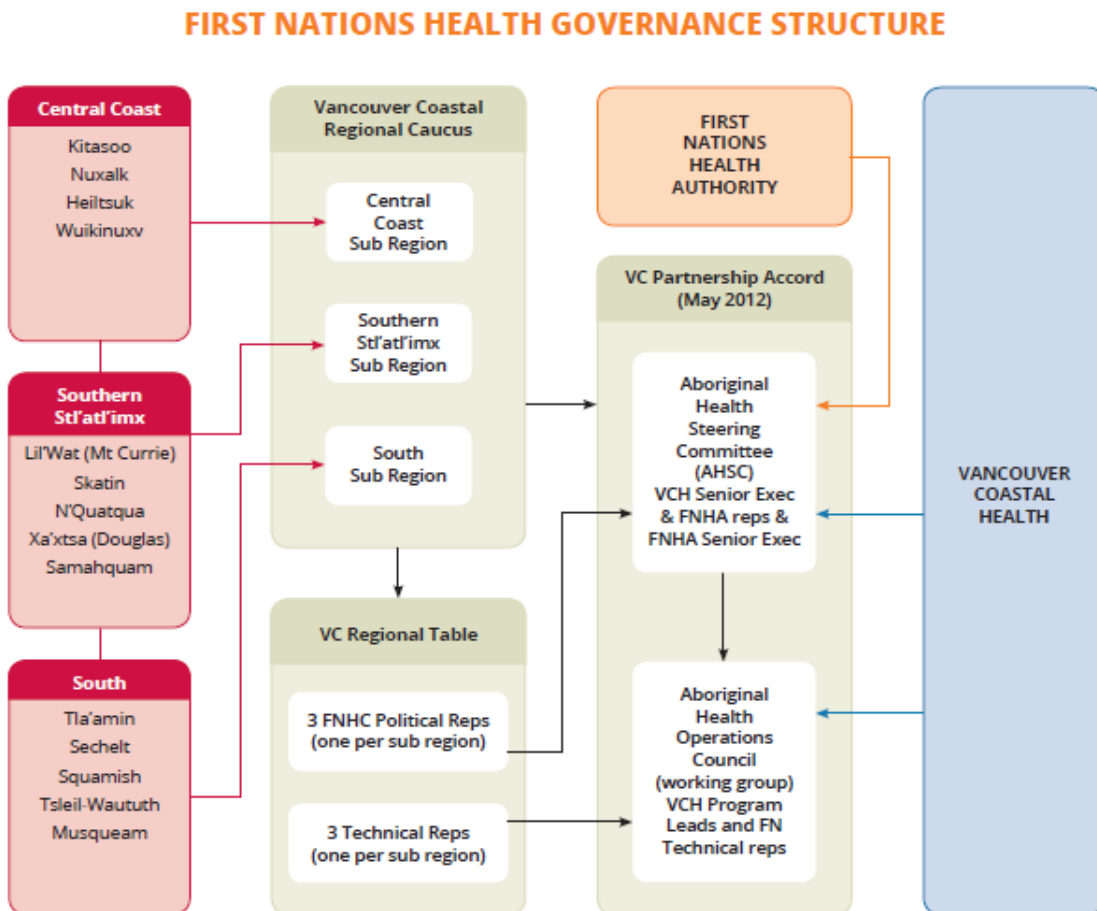 FIRST NATIONS HEALTH GOVERNANCE STRUCTURE
Central Coast
Kitasoo
Nuxalk
Heiltsuk
Wuikinuxv
Southern
Stl'atl'imx
Lil'Wat (Mt Currie)
Skatin
N'Quatqua
Xa'xtsa (Douglas)
Samahquam
South
Tla'amin
Sechelt
Squamish
Tsleil-Waututh
Musqueam
Vancouver Coastal
Regional Caucus
Central
Coast
Sub Region
Southern
Stl'atl'imx
Sub Region
South
Sub Region
VC Regional Table
3 FNHC Political Reps
(one per sub region)
3 Technical Reps
(one per sub region)
FIRST
NATIONS
HEALTH
AUTHORITY
VC Partnership Accord
(May 2012)
Aboriginal
Health
Steering
Committee
(AHSC)
VCH Senior Exec
& FNHA reps &
FNHA Senior Exec
Aboriginal
Health
Operations
Council
(working group)
VCH Program
Leads and FN
Technical reps
VANCOUVER
COASTAL
HEALTH